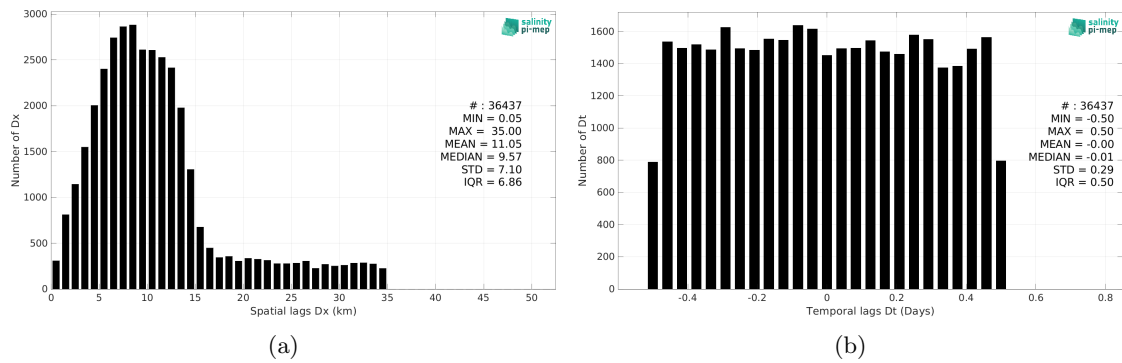 3000
2500
2000
1500
1000
500
0
0 5 10 15 20 25 30 35 40 45 50
Number of Dx
Spatial lags Dx (km)
salinity
pi-mep
# : 36437
MIN = 0.05
MAX = 35.00
MEAN = 11.05
MEDIAN = 9.57
STD = 7.10
IQR = 6.86
(a)
1600
1400
1200
1000
800
600
400
200
0
-0.4 -0.2 0 0.2 0.4 0.6 0.8
Number of Dt
Temporal lags Dt (Days)
salinity
pi-mep
# : 36437
MIN = -0.50
MAX = 0.50
MEAN = -0.00
MEDIAN = -0.01
STD = 0.29
IQR = 0.50
(b)